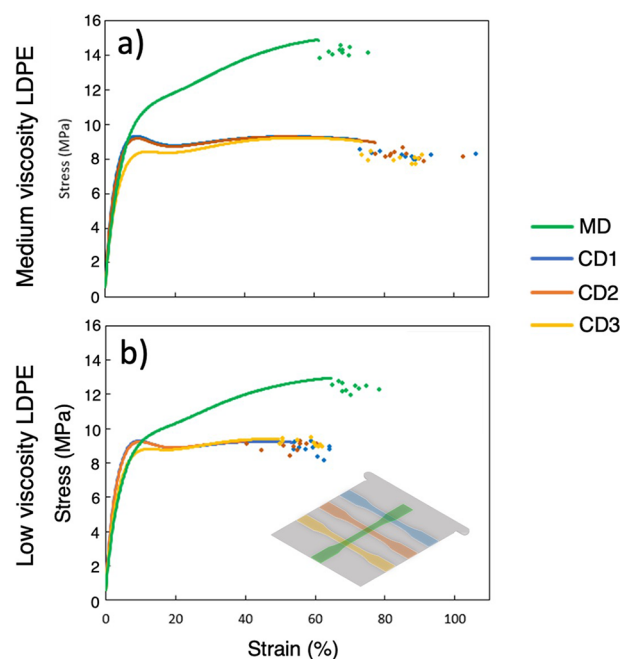 Medium viscosity LDPE
Stress (MPa)
16
14
12
10
8
6
4
2
0
a)
MD
CD1
CD2
CD3
Low viscosity LDPE
Stress (MPa)
16
14
12
10
8
6
4
2
0
b)
0 20 40 60 80 100
Strain (%)